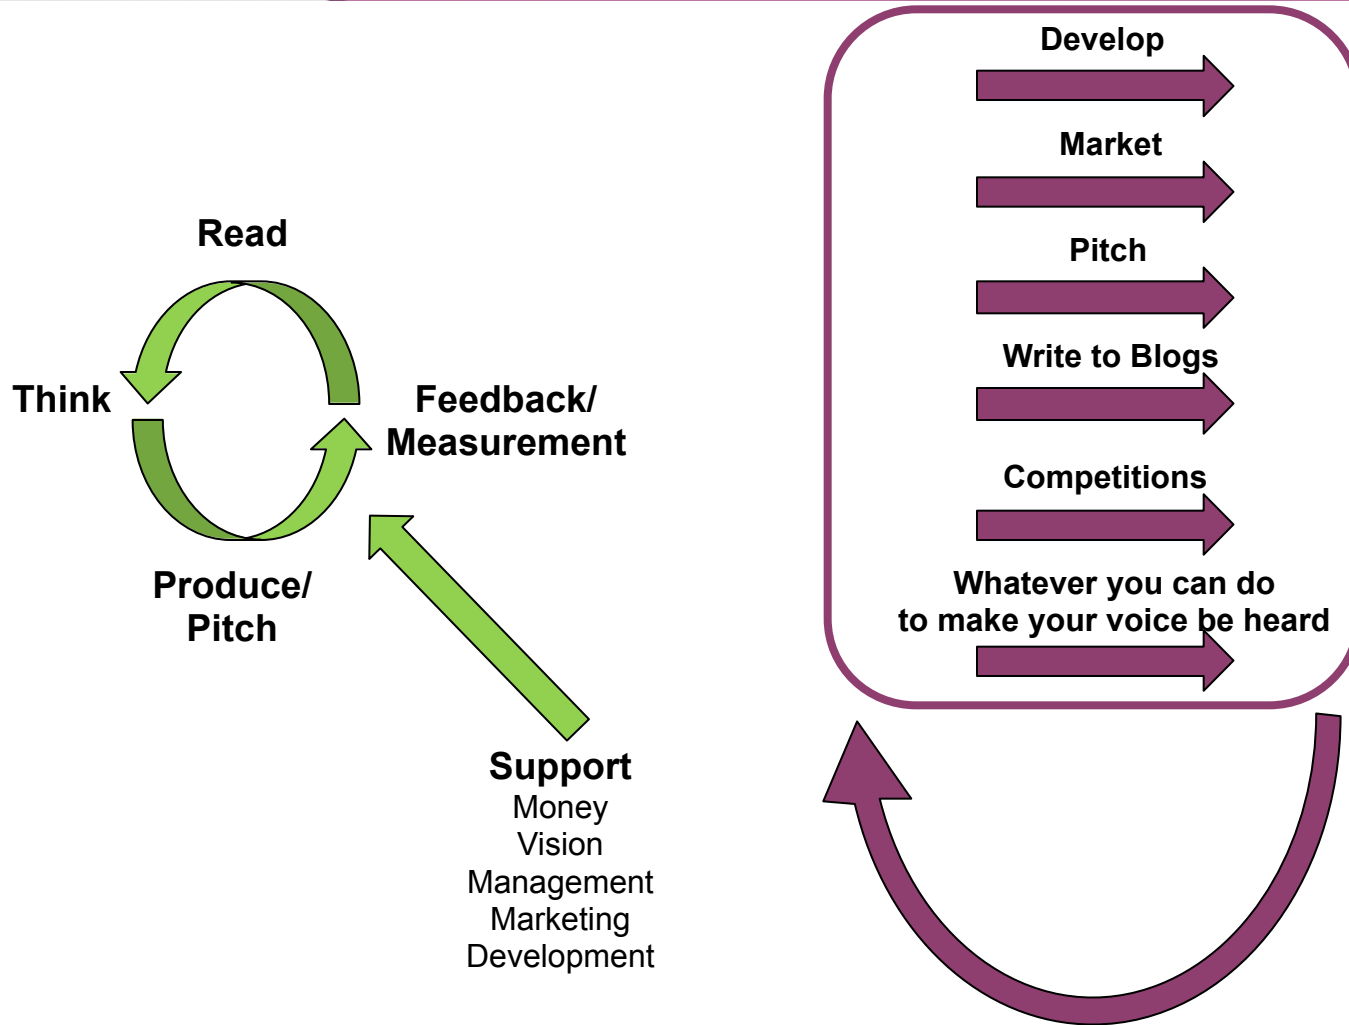 Read
Think
Feedback/
Measurement
Produce/
Pitch
Support
Money
Vision
Management
Marketing
Development
Develop
Market
Pitch
Write to Blogs
Competitions
Whatever you can do
to make your voice be heard